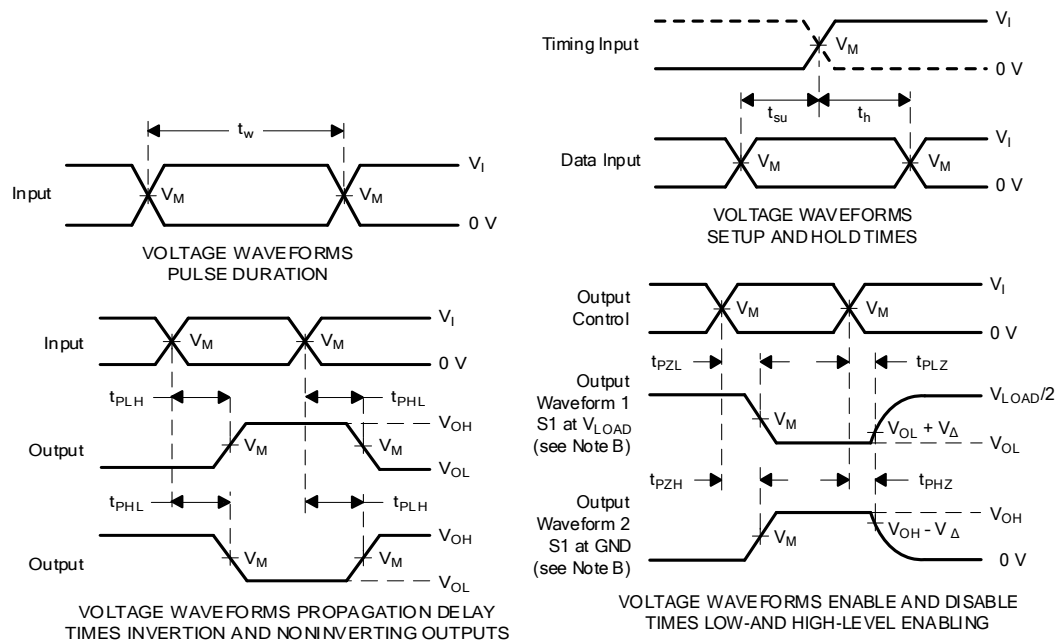 t_w
Input
V_M
V_M
V_I
0 V
VOLTAGE WAVEFORMS
PULSE DURATION
Timing Input
V_M
V_I
0 V
t_su
t_h
Data Input
V_M
V_M
V_I
0 V
VOLTAGE WAVEFORMS
SETUP AND HOLD TIMES
Input
V_M
V_M
V_I
0 V
t_PLH
t_PHL
Output
V_M
V_M
V_OH
V_OL
t_PHL
t_PLH
Output
V_M
V_M
V_OH
V_OL
VOLTAGE WAVEFORMS PROPAGATION DELAY
TIMES INVERTION AND NONINVERTING OUTPUTS
Output
Control
V_M
V_M
V_I
0 V
t_PZL
t_PLZ
Output
Waveform 1
S1 at V_LOAD
(see Note B)
V_M
V_LOAD/2
V_OL + V_Δ
V_OL
t_PZH
t_PHZ
Output
Waveform 2
S1 at GND
(see Note B)
V_M
V_OH
V_OH - V_Δ
0 V
VOLTAGE WAVEFORMS ENABLE AND DISABLE
TIMES LOW-AND HIGH-LEVEL ENABLING